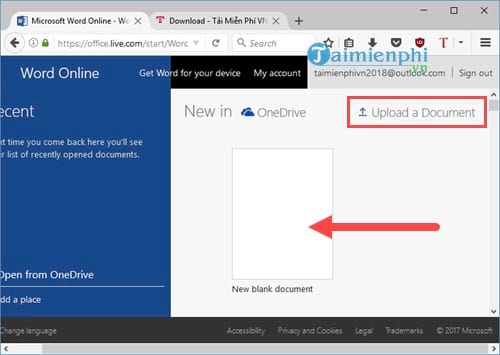 Microsoft Word Online - Wo
Download - Tải Miễn Phí VN
https://office.live.com/start/Word
Search
T
Taimienphi
.vn
Word Online
Get Word for your device
My account
taimienphivn2018@outlook.com
Sign out
ecent
New in OneDrive
Upload a Document
t time you come back here you'll see
r list of recently opened documents.
New blank document
Open from OneDrive
dd a place
Change language
Accessibility
Privacy and Cookies
Legal
Trademarks
© 2017 Microsoft